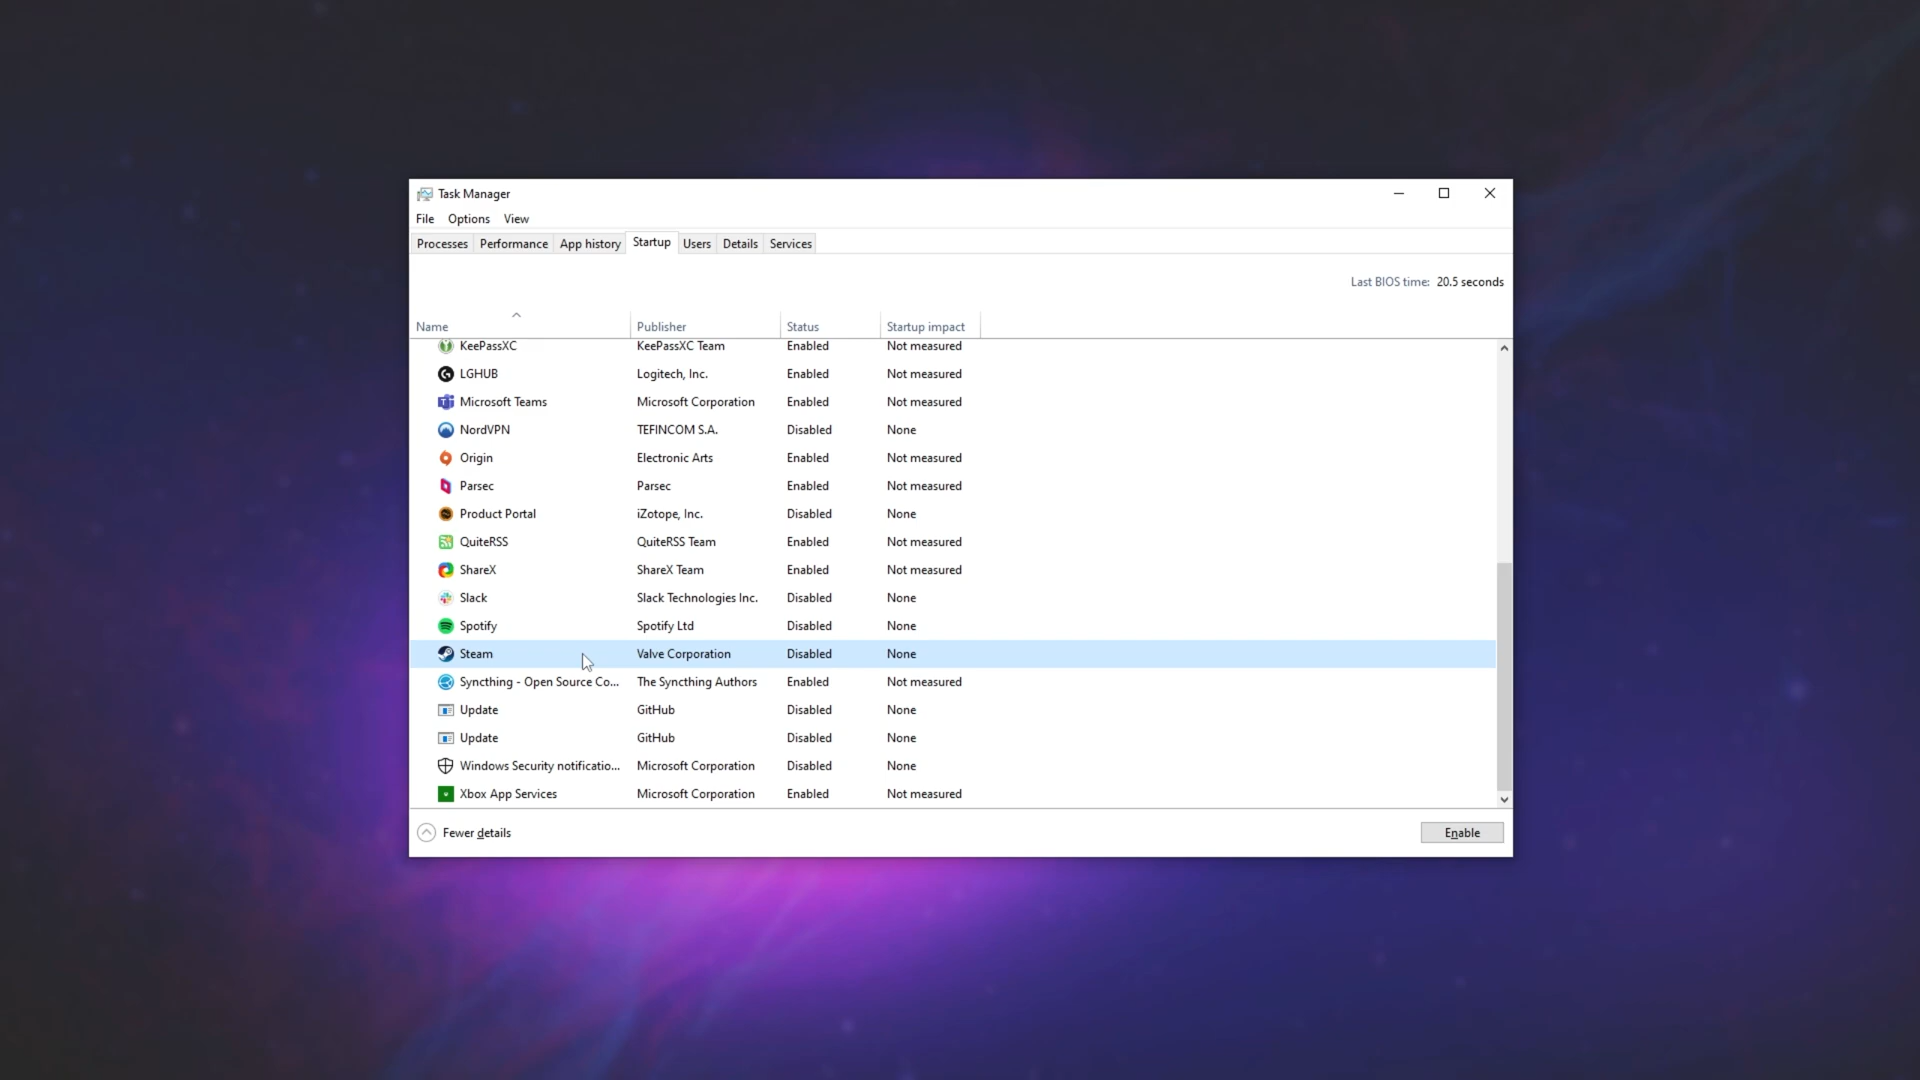 Task Manager
File Options View
Processes Performance App history Startup Users Details Services
Last BIOS time: 20.5 seconds
Name Publisher Status Startup impact
KeePassXC KeePassXC Team Enabled Not measured
LGHUB Logitech, Inc. Enabled Not measured
Microsoft Teams Microsoft Corporation Enabled Not measured
NordVPN TEFINCOM S.A. Disabled None
Origin Electronic Arts Enabled Not measured
Parsec Parsec Enabled Not measured
Product Portal iZotope, Inc. Disabled None
QuiteRSS QuiteRSS Team Enabled Not measured
ShareX ShareX Team Enabled Not measured
Slack Slack Technologies Inc. Disabled None
Spotify Spotify Ltd Disabled None
Steam Valve Corporation Disabled None
Syncthing - Open Source Co... The Syncthing Authors Enabled Not measured
Update GitHub Disabled None
Update GitHub Disabled None
Windows Security notificatio... Microsoft Corporation Disabled None
Xbox App Services Microsoft Corporation Enabled Not measured
Fewer details Enable